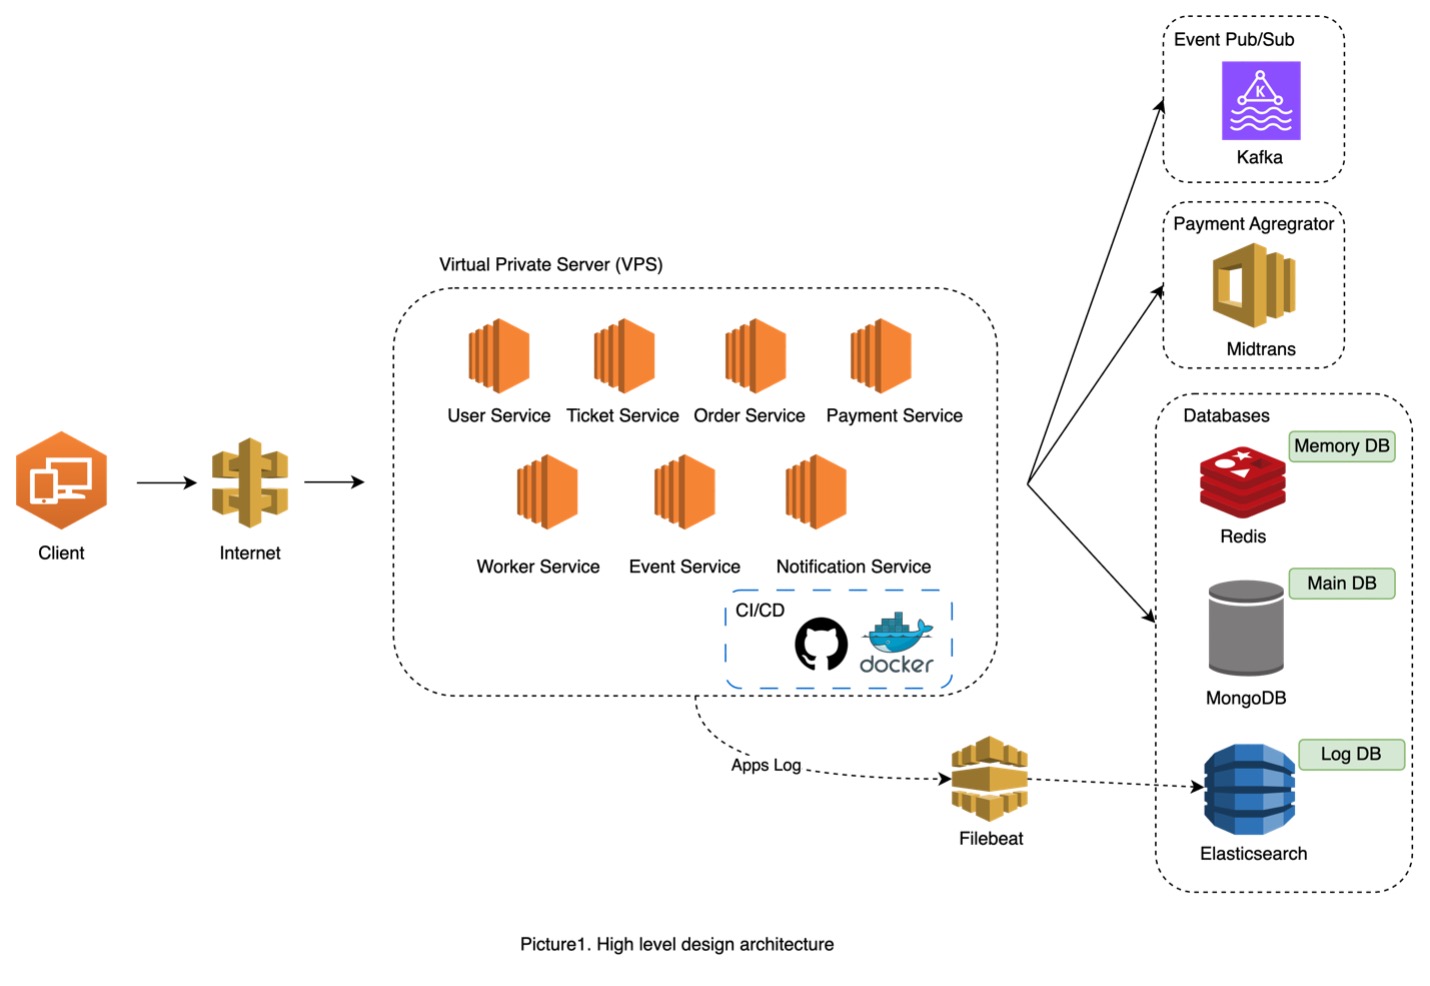 Event Pub/Sub
K
Kafka
Payment Agregrator
Midtrans
Virtual Private Server (VPS)
User Service
Ticket Service
Order Service
Payment Service
Worker Service
Event Service
Notification Service
CI/CD
docker
Client
Internet
Databases
Memory DB
Redis
Main DB
MongoDB
Log DB
Elasticsearch
Apps Log
Filebeat
Picture1. High level design architecture